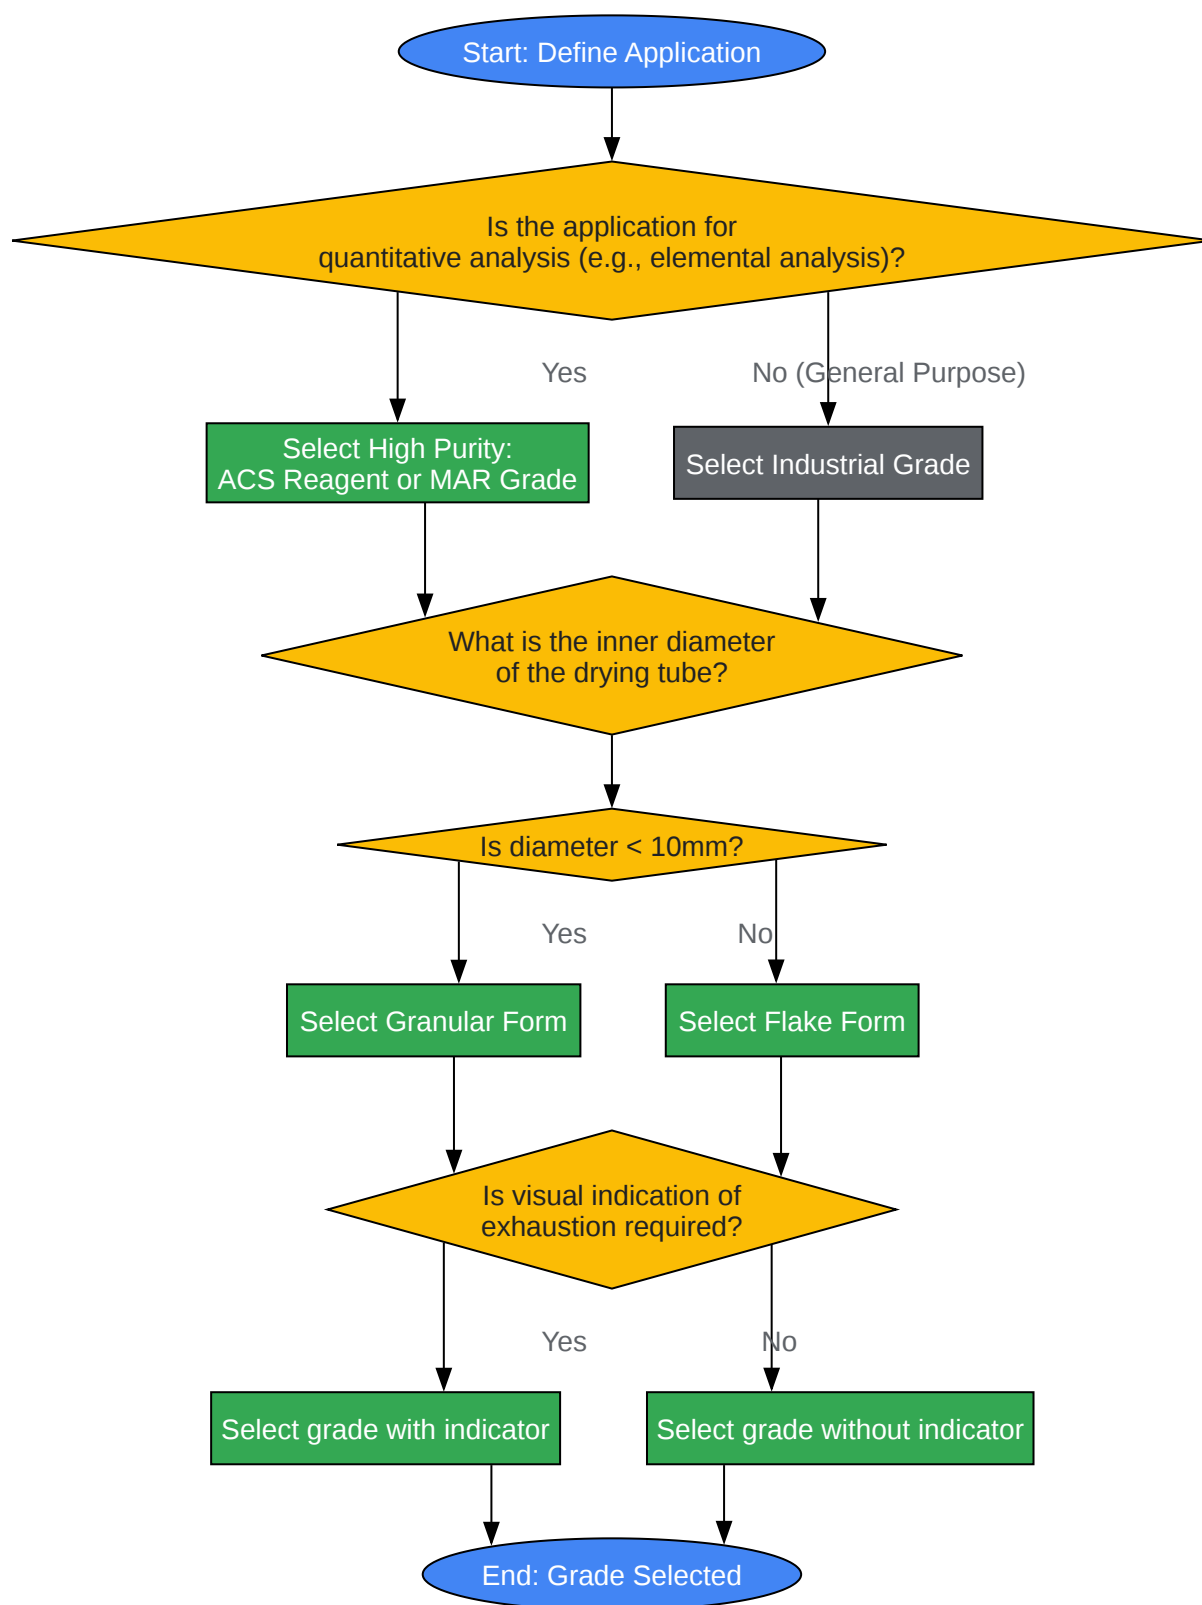 Start: Define Application
Is the application for
quantitative analysis (e.g., elemental analysis)?
Yes
No (General Purpose)
Select High Purity:
ACS Reagent or MAR Grade
Select Industrial Grade
What is the inner diameter
of the drying tube?
Is diameter < 10mm?
Yes
No
Select Granular Form
Select Flake Form
Is visual indication of
exhaustion required?
Yes
No
Select grade with indicator
Select grade without indicator
End: Grade Selected